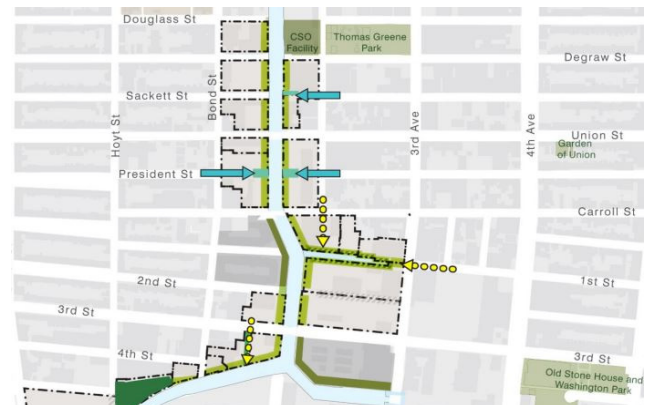 Douglass St
CSO
Facility
Thomas Greene
Park
Degraw St
Sackett St
Bond St
Hoyt St
3rd Ave
4th Ave
Union St
Garden
of Union
President St
Carroll St
2nd St
1st St
3rd St
4th St
3rd St
Old Stone House and
Washington Park